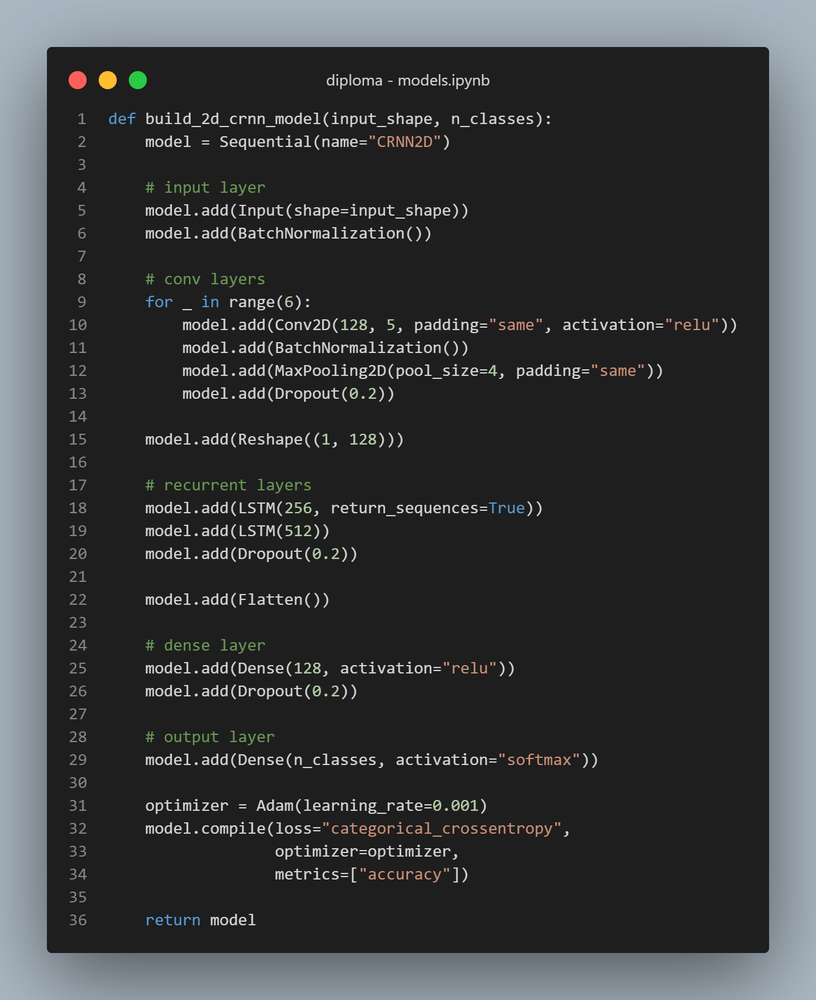 diploma - models.ipynb
1 def build_2d_crnn_model(input_shape, n_classes):
2     model = Sequential(name="CRNN2D")
3
4     # input layer
5     model.add(Input(shape=input_shape))
6     model.add(BatchNormalization())
7
8     # conv layers
9     for _ in range(6):
10         model.add(Conv2D(128, 5, padding="same", activation="relu"))
11         model.add(BatchNormalization())
12         model.add(MaxPooling2D(pool_size=4, padding="same"))
13         model.add(Dropout(0.2))
14
15     model.add(Reshape((1, 128)))
16
17     # recurrent layers
18     model.add(LSTM(256, return_sequences=True))
19     model.add(LSTM(512))
20     model.add(Dropout(0.2))
21
22     model.add(Flatten())
23
24     # dense layer
25     model.add(Dense(128, activation="relu"))
26     model.add(Dropout(0.2))
27
28     # output layer
29     model.add(Dense(n_classes, activation="softmax"))
30
31     optimizer = Adam(learning_rate=0.001)
32     model.compile(loss="categorical_crossentropy",
33                   optimizer=optimizer,
34                   metrics=["accuracy"])
35
36     return model